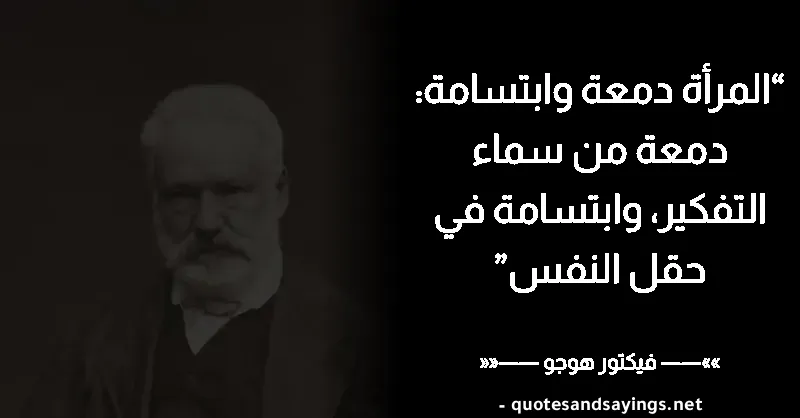 “المرأة دمعة وابتسامة:
دمعة من سماء
التفكير، وابتسامة في
حقل النفس”
»»—— فيكتور هوجو ——««
- quotesandsayings.net